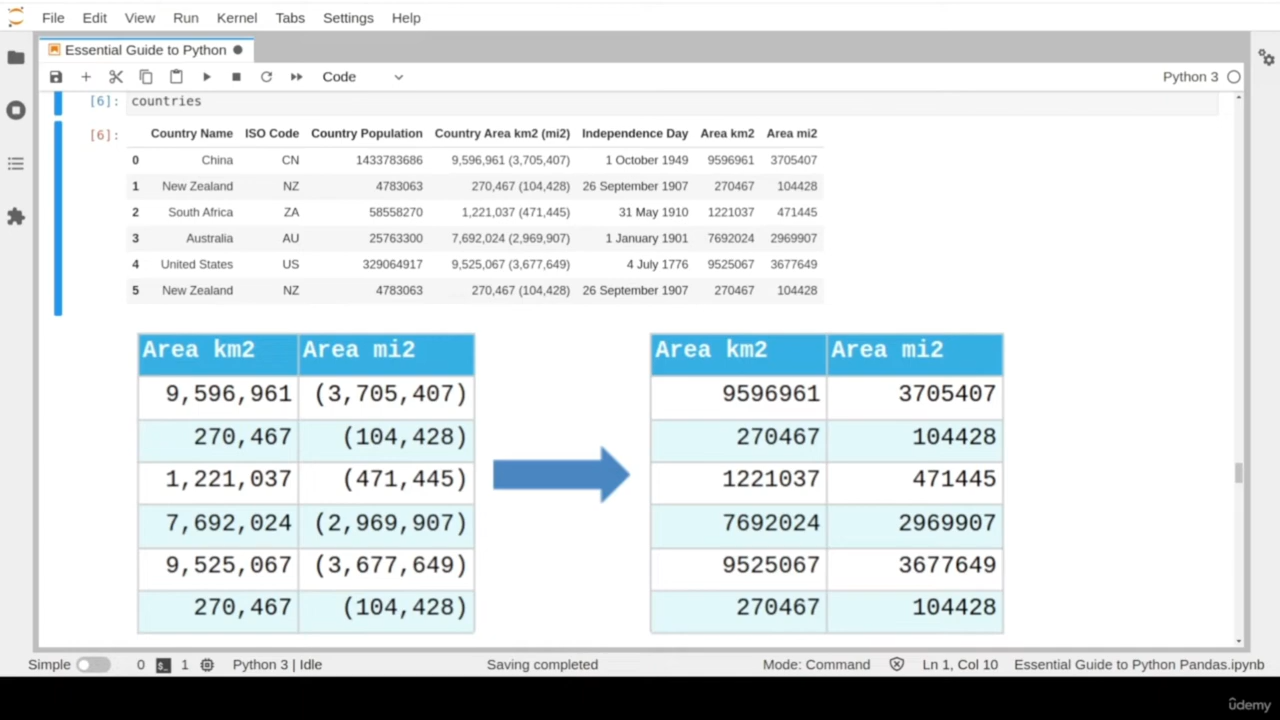 File Edit View Run Kernel Tabs Settings Help
Essential Guide to Python
Code Python 3
[6]: countries
[6]: Country Name ISO Code Country Population Country Area km2 (mi2) Independence Day Area km2 Area mi2
0 China CN 1433783686 9,596,961 (3,705,407) 1 October 1949 9596961 3705407
1 New Zealand NZ 4783063 270,467 (104,428) 26 September 1907 270467 104428
2 South Africa ZA 58558270 1,221,037 (471,445) 31 May 1910 1221037 471445
3 Australia AU 25763300 7,692,024 (2,969,907) 1 January 1901 7692024 2969907
4 United States US 329064917 9,525,067 (3,677,649) 4 July 1776 9525067 3677649
5 New Zealand NZ 4783063 270,467 (104,428) 26 September 1907 270467 104428
Area km2 Area mi2 Area km2 Area mi2
9,596,961 (3,705,407) 9596961 3705407
270,467 (104,428) 270467 104428
1,221,037 (471,445) 1221037 471445
7,692,024 (2,969,907) 7692024 2969907
9,525,067 (3,677,649) 9525067 3677649
270,467 (104,428) 270467 104428
Simple 0 1 Python 3 | Idle Saving completed Mode: Command Ln 1, Col 10 Essential Guide to Python Pandas.ipynb
ûdemy